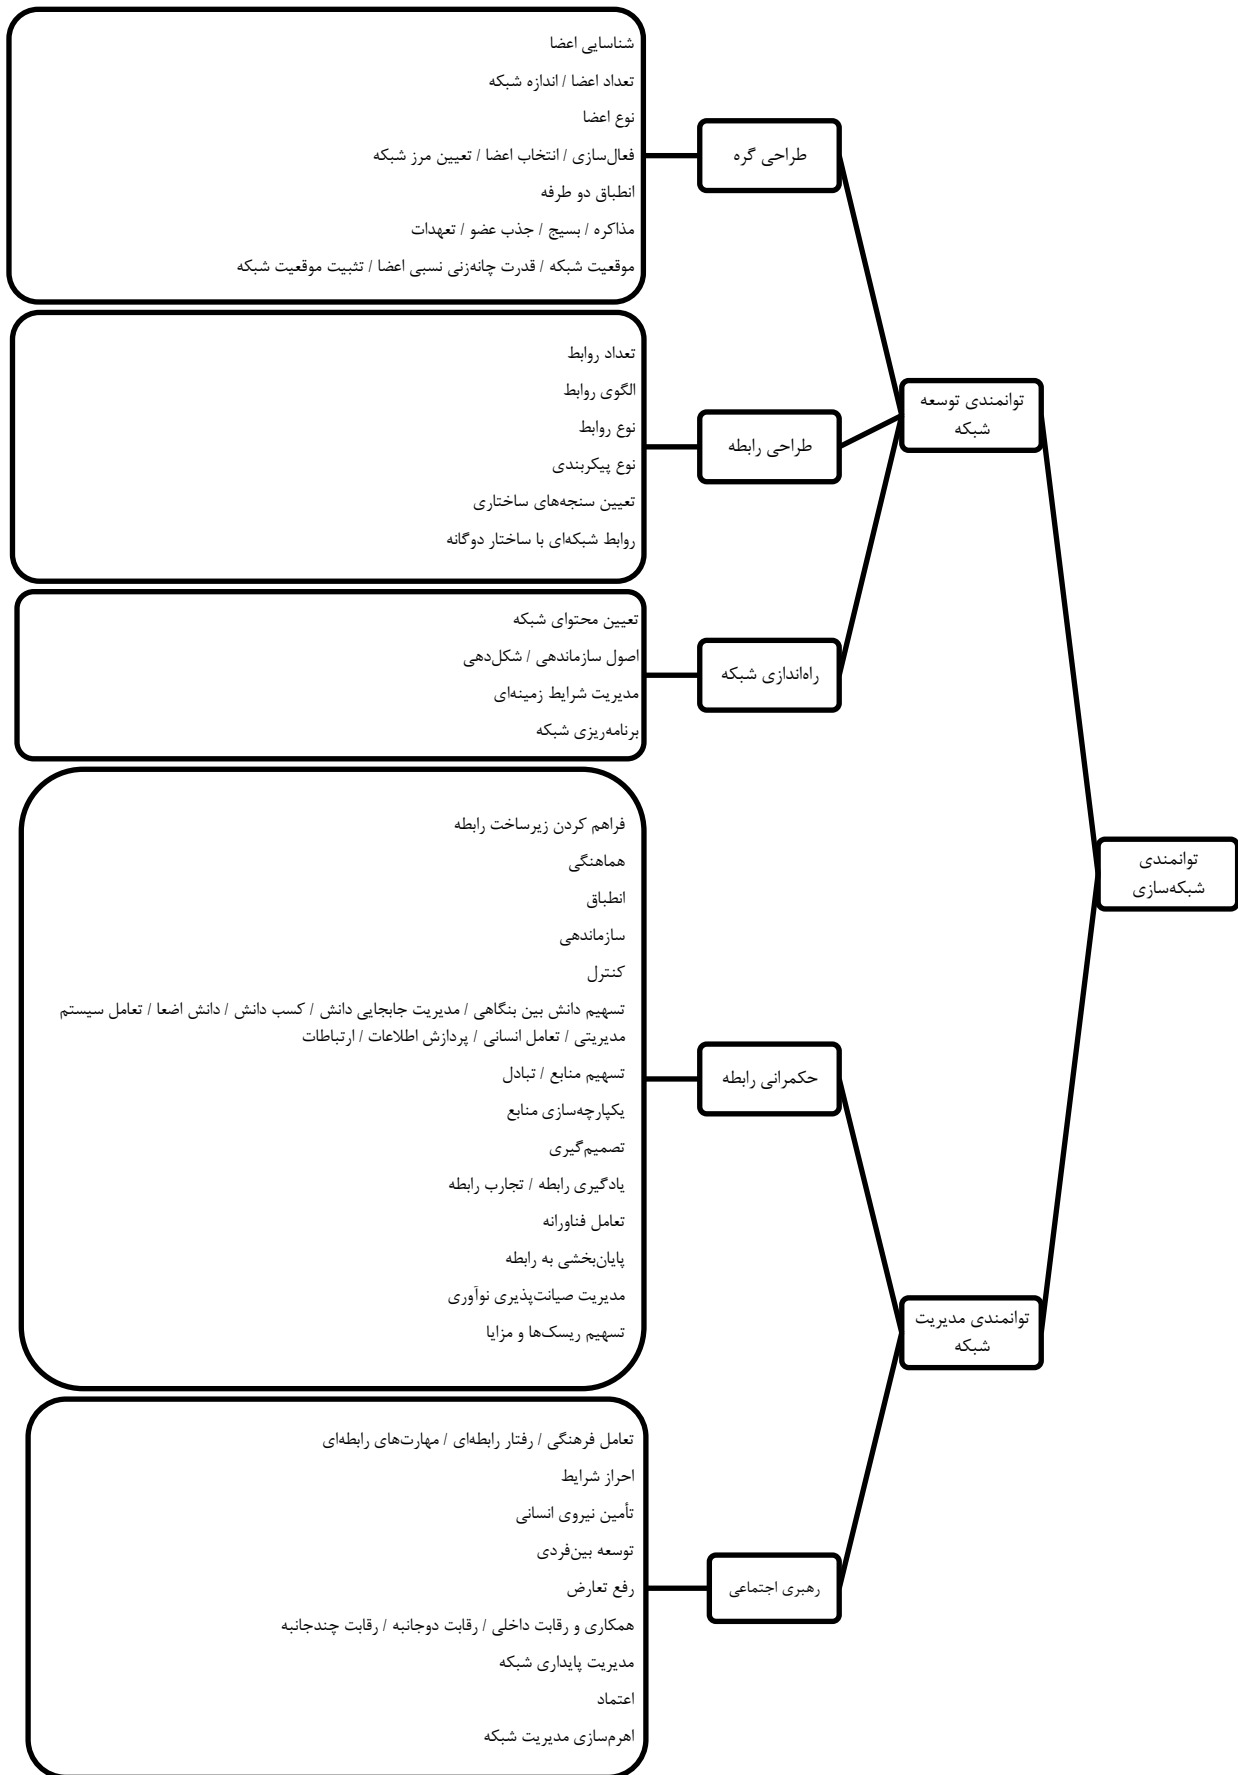 توانمندی
شبکه‌سازی
توانمندی توسعه
شبکه
طراحی گره
شناسایی اعضا
تعداد اعضا / اندازه شبکه
نوع اعضا
فعال‌سازی / انتخاب اعضا / تعیین مرز شبکه
انطباق دو طرفه
مذاکره / بسیج / جذب عضو / تعهدات
موقعیت شبکه / قدرت چانه‌زنی نسبی اعضا / تثبیت موقعیت شبکه
طراحی رابطه
تعداد روابط
الگوی روابط
نوع روابط
نوع پیکربندی
تعیین سنجه‌های ساختاری
روابط شبکه‌ای با ساختار دوگانه
راه‌اندازی شبکه
تعیین محتوای شبکه
اصول سازماندهی / شکل‌دهی
مدیریت شرایط زمینه‌ای
برنامه‌ریزی شبکه
توانمندی مدیریت
شبکه
حکمرانی رابطه
فراهم کردن زیرساخت رابطه
هماهنگی
انطباق
سازماندهی
کنترل
تسهیم دانش بین بنگاهی / مدیریت جابجایی دانش / کسب دانش / دانش اضعا / تعامل سیستم
مدیریتی / تعامل انسانی / پردازش اطلاعات / ارتباطات
تسهیم منابع / تبادل
یکپارچه‌سازی منابع
تصمیم‌گیری
یادگیری رابطه / تجارب رابطه
تعامل فناورانه
پایان‌بخشی به رابطه
مدیریت صیانت‌پذیری نوآوری
تسهیم ریسک‌ها و مزایا
رهبری اجتماعی
تعامل فرهنگی / رفتار رابطه‌ای / مهارت‌های رابطه‌ای
احراز شرایط
تأمین نیروی انسانی
توسعه بین‌فردی
رفع تعارض
همکاری و رقابت داخلی / رقابت دوجانبه / رقابت چندجانبه
مدیریت پایداری شبکه
اعتماد
اهرم‌سازی مدیریت شبکه